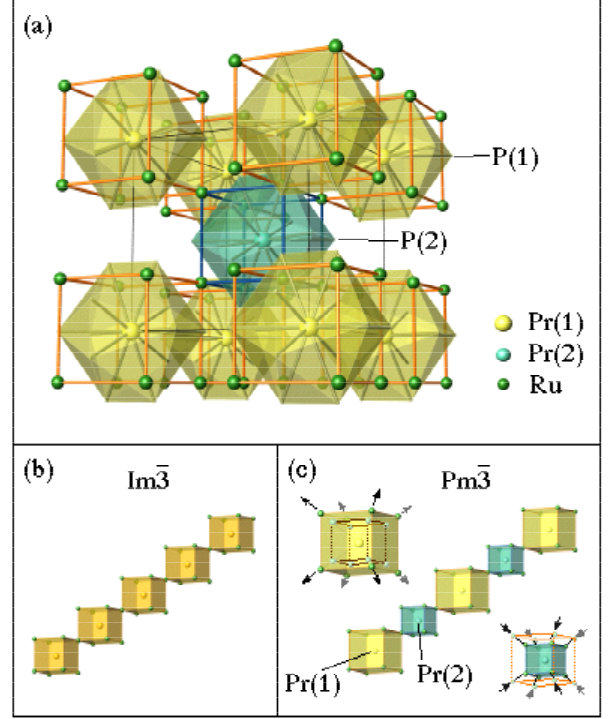 (a)
P(1)
P(2)
Pr(1)
Pr(2)
Ru
(b)
Im3̅
(c)
Pm3̅
Pr(1)
Pr(2)